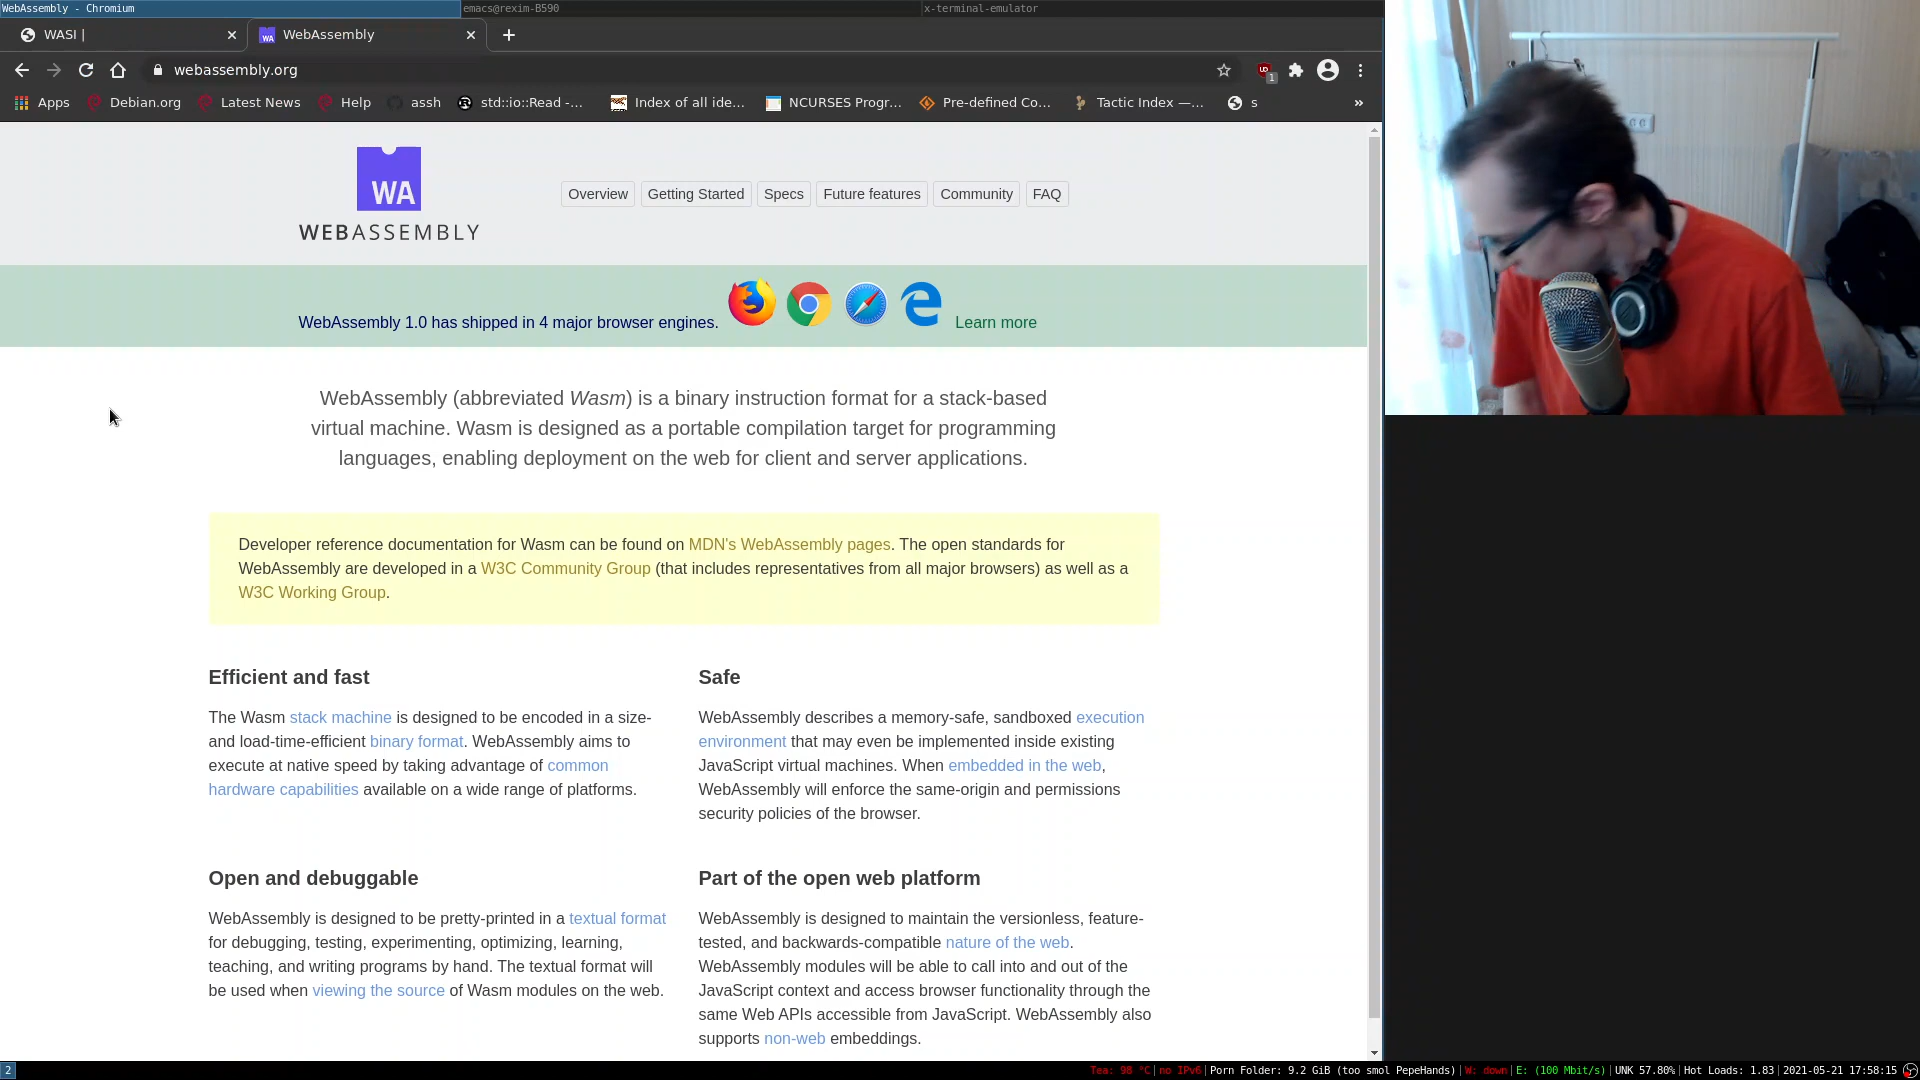 WebAssembly - Chromium
emacs@rexim-B590
x-terminal-emulator
WASI |
WebAssembly
webassembly.org
1
Apps
Debian.org
Latest News
Help
assh
std::io::Read -...
Index of all ide...
NCURSES Progr...
Pre-defined Co...
Tactic Index —...
s
»
WA
WEBASSEMBLY
Overview
Getting Started
Specs
Future features
Community
FAQ
WebAssembly 1.0 has shipped in 4 major browser engines.
Learn more
WebAssembly (abbreviated Wasm) is a binary instruction format for a stack-based
virtual machine. Wasm is designed as a portable compilation target for programming
languages, enabling deployment on the web for client and server applications.
Developer reference documentation for Wasm can be found on MDN's WebAssembly pages. The open standards for
WebAssembly are developed in a W3C Community Group (that includes representatives from all major browsers) as well as a
W3C Working Group.
Efficient and fast
The Wasm stack machine is designed to be encoded in a size-
and load-time-efficient binary format. WebAssembly aims to
execute at native speed by taking advantage of common
hardware capabilities available on a wide range of platforms.
Safe
WebAssembly describes a memory-safe, sandboxed execution
environment that may even be implemented inside existing
JavaScript virtual machines. When embedded in the web,
WebAssembly will enforce the same-origin and permissions
security policies of the browser.
Open and debuggable
WebAssembly is designed to be pretty-printed in a textual format
for debugging, testing, experimenting, optimizing, learning,
teaching, and writing programs by hand. The textual format will
be used when viewing the source of Wasm modules on the web.
Part of the open web platform
WebAssembly is designed to maintain the versionless, feature-
tested, and backwards-compatible nature of the web.
WebAssembly modules will be able to call into and out of the
JavaScript context and access browser functionality through the
same Web APIs accessible from JavaScript. WebAssembly also
supports non-web embeddings.
2
Tea: 98 °C|no IPv6|Porn Folder: 9.2 GiB (too smol PepeHands)|W: down|E: (100 Mbit/s)|UNK 57.80%|Hot Loads: 1.83|2021-05-21 17:58:15